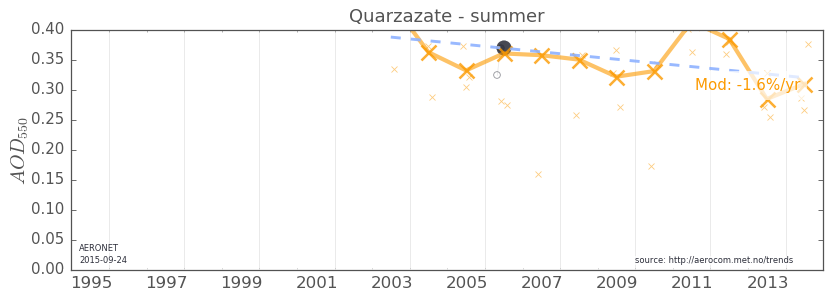 Quarzazate - summer
0.40
0.35
0.30
0.25
0.20
0.15
0.10
0.05
0.00
AOD550
Mod: -1.6%/yr
AERONET
2015-09-24
source: http://aerocom.met.no/trends
1995 1997 1999 2001 2003 2005 2007 2009 2011 2013